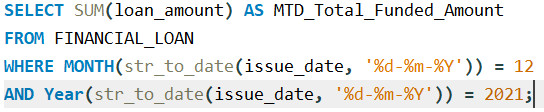 SELECT SUM(loan_amount) AS MTD_Total_Funded_Amount
FROM FINANCIAL_LOAN
WHERE MONTH(str_to_date(issue_date, '%d-%m-%Y')) = 12
AND Year(str_to_date(issue_date, '%d-%m-%Y')) = 2021;